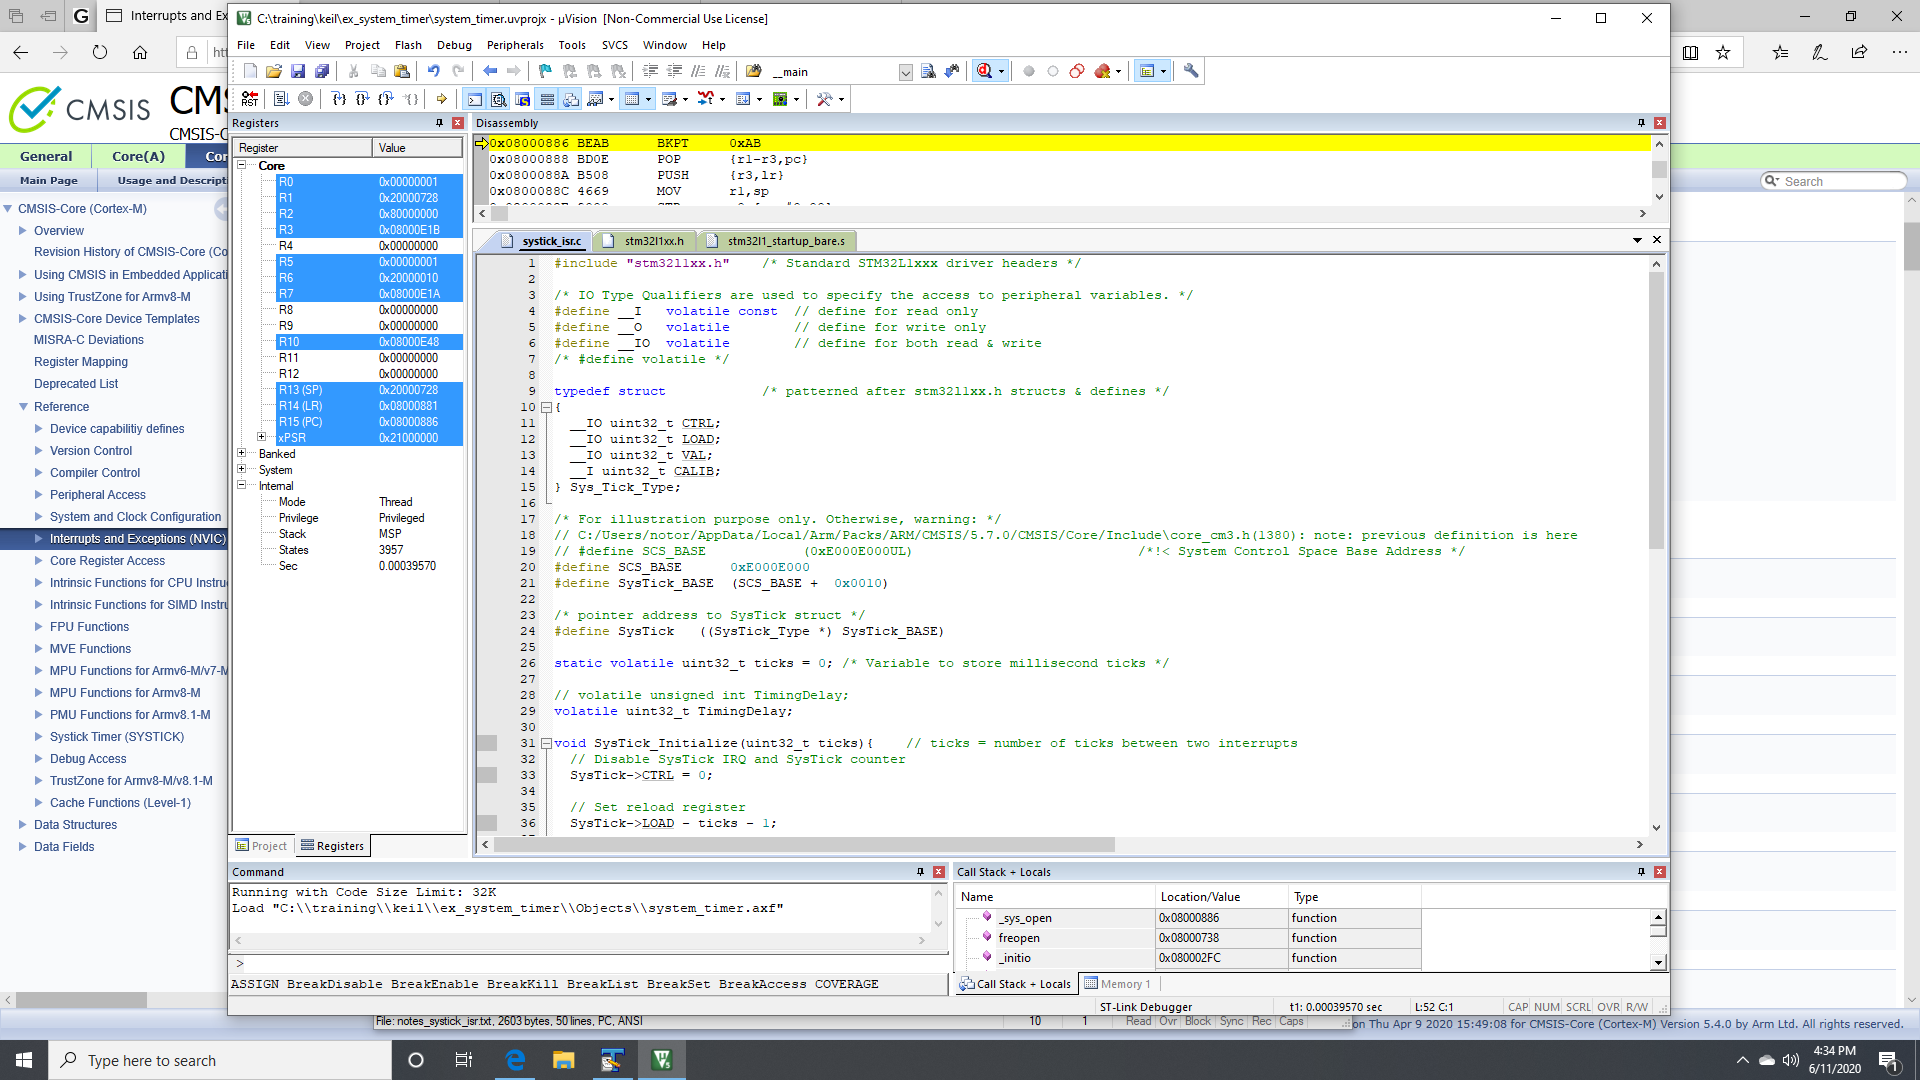 Interrupts and Ex
C:\training\keil\ex_system_timer\system_timer.uvprojx - µVision [Non-Commercial Use License]
File Edit View Project Flash Debug Peripherals Tools SVCS Window Help
__main
CMSIS
General Core(A)
Main Page Usage and Descript
Search
CMSIS-Core (Cortex-M)
Overview
Revision History of CMSIS-Core (Co
Using CMSIS in Embedded Applicati
Using TrustZone for Armv8-M
CMSIS-Core Device Templates
MISRA-C Deviations
Register Mapping
Deprecated List
Reference
Device capabilitiy defines
Version Control
Compiler Control
Peripheral Access
System and Clock Configuration
Interrupts and Exceptions (NVIC)
Core Register Access
Intrinsic Functions for CPU Instru
Intrinsic Functions for SIMD Instru
FPU Functions
MVE Functions
MPU Functions for Armv6-M/v7-M
MPU Functions for Armv8-M
PMU Functions for Armv8.1-M
Systick Timer (SYSTICK)
Debug Access
TrustZone for Armv8-M/v8.1-M
Cache Functions (Level-1)
Data Structures
Data Fields
Registers
Register Value
Core
R0 0x00000001
R1 0x20000728
R2 0x80000000
R3 0x08000E1B
R4 0x00000000
R5 0x00000001
R6 0x20000010
R7 0x08000E1A
R8 0x00000000
R9 0x00000000
R10 0x08000E48
R11 0x00000000
R12 0x00000000
R13 (SP) 0x20000728
R14 (LR) 0x08000881
R15 (PC) 0x08000886
xPSR 0x21000000
Banked
System
Internal
Mode Thread
Privilege Privileged
Stack MSP
States 3957
Sec 0.00039570
Project Registers
Disassembly
0x08000886 BEAB BKPT 0xAB
0x08000888 BD0E POP {r1-r3,pc}
0x0800088A B508 PUSH {r3,lr}
0x0800088C 4669 MOV r1,sp
systick_isr.c stm32l1xx.h stm32l1_startup_bare.s
1 #include "stm32l1xx.h" /* Standard STM32L1xxx driver headers */
2
3 /* IO Type Qualifiers are used to specify the access to peripheral variables. */
4 #define __I volatile const // define for read only
5 #define __O volatile // define for write only
6 #define __IO volatile // define for both read & write
7 /* #define volatile */
8
9 typedef struct /* patterned after stm32l1xx.h structs & defines */
10 {
11 __IO uint32_t CTRL;
12 __IO uint32_t LOAD;
13 __IO uint32_t VAL;
14 __I uint32_t CALIB;
15 } Sys_Tick_Type;
16
17 /* For illustration purpose only. Otherwise, warning: */
18 // C:/Users/notor/AppData/Local/Arm/Packs/ARM/CMSIS/5.7.0/CMSIS/Core/Include\core_cm3.h(1380): note: previous definition is here
19 // #define SCS_BASE (0xE000E000UL) /*!< System Control Space Base Address */
20 #define SCS_BASE 0xE000E000
21 #define SysTick_BASE (SCS_BASE + 0x0010)
22
23 /* pointer address to SysTick struct */
24 #define SysTick ((SysTick_Type *) SysTick_BASE)
25
26 static volatile uint32_t ticks = 0; /* Variable to store millisecond ticks */
27
28 // volatile unsigned int TimingDelay;
29 volatile uint32_t TimingDelay;
30
31 void SysTick_Initialize(uint32_t ticks){ // ticks = number of ticks between two interrupts
32 // Disable SysTick IRQ and SysTick counter
33 SysTick->CTRL = 0;
34
35 // Set reload register
36 SysTick->LOAD - ticks - 1;
Command
Running with Code Size Limit: 32K
Load "C:\\training\\keil\\ex_system_timer\\Objects\\system_timer.axf"
>
ASSIGN BreakDisable BreakEnable BreakKill BreakList BreakSet BreakAccess COVERAGE
Call Stack + Locals
Name Location/Value Type
_sys_open 0x08000886 function
freopen 0x08000738 function
_initio 0x080002FC function
Call Stack + Locals Memory 1
ST-Link Debugger t1: 0.00039570 sec L:52 C:1 CAP NUM SCRL OVR R/W
File: notes_systick_isr.txt, 2603 bytes, 50 lines, PC, ANSI 10 1 Read Ovr Block Sync Rec Caps
on Thu Apr 9 2020 15:49:08 for CMSIS-Core (Cortex-M) Version 5.4.0 by Arm Ltd. All rights reserved.
Type here to search
4:34 PM
6/11/2020
1